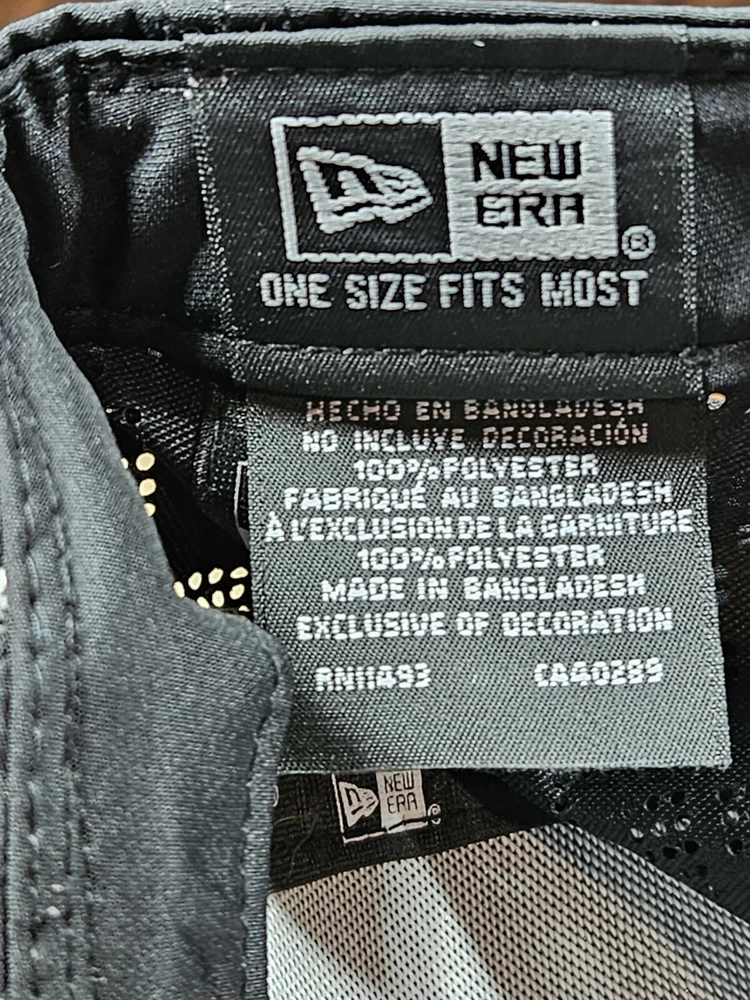 NEW
ERA
®
ONE SIZE FITS MOST
HECHO EN BANGLADESH
NO INCLUYE DECORACIÓN
100% POLYESTER
FABRIQUÉ AU BANGLADESH
À L'EXCLUSION DE LA GARNITURE
100% POLYESTER
MADE IN BANGLADESH
EXCLUSIVE OF DECORATION
RN11493 CA40289
NEW
ERA
®